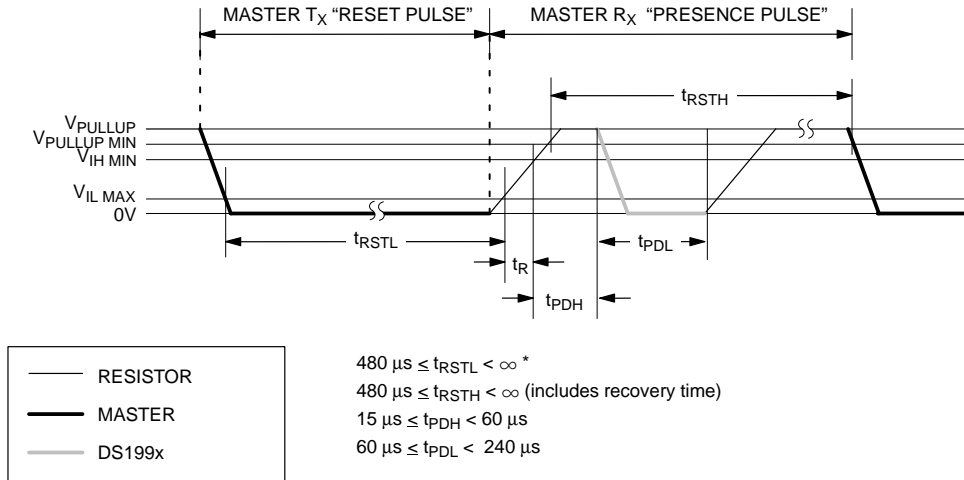 MASTER TX “RESET PULSE”
MASTER RX “PRESENCE PULSE”
tRSTH
VPULLUP
VPULLUP MIN
VIH MIN
VIL MAX
0V
tRSTL
tR
tPDL
tPDH
RESISTOR
MASTER
DS199x
480 μs ≤ tRSTL < ∞ *
480 μs ≤ tRSTH < ∞ (includes recovery time)
15 μs ≤ tPDH < 60 μs
60 μs ≤ tPDL < 240 μs